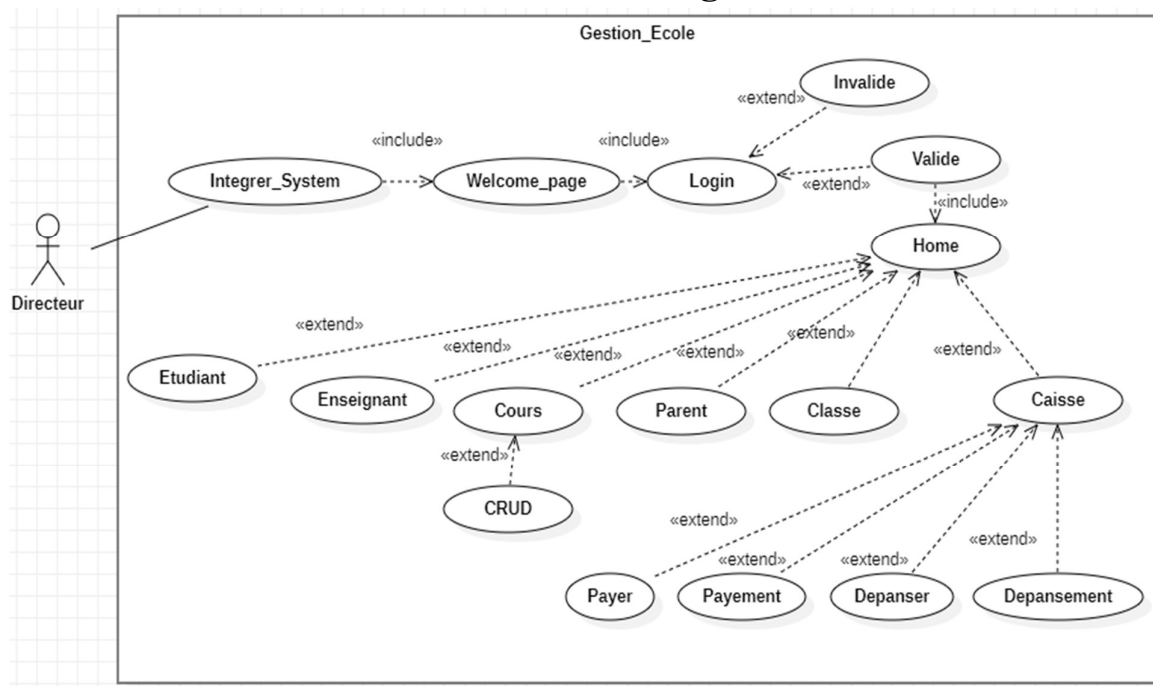 Gestion_Ecole
Invalide
«extend»
«include»
«include»
Valide
Integrer_System
Welcome_page
Login
«extend»
«include»
Home
Directeur
«extend»
«extend»
«extend»
«extend»
«extend»
«extend»
Etudiant
Enseignant
Cours
Parent
Classe
Caisse
«extend»
CRUD
«extend»
«extend»
«extend»
«extend»
Payer
Payement
Depanser
Depansement